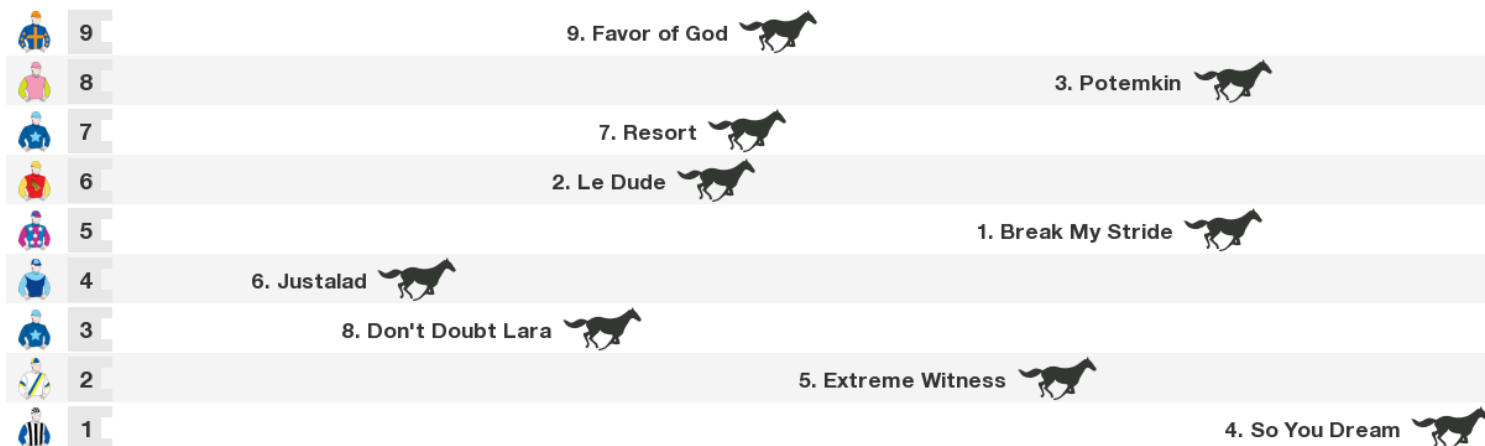 9 9. Favor of God
8 3. Potemkin
7 7. Resort
6 2. Le Dude
5 1. Break My Stride
4 6. Justalad
3 8. Don't Doubt Lara
2 5. Extreme Witness
1 4. So You Dream